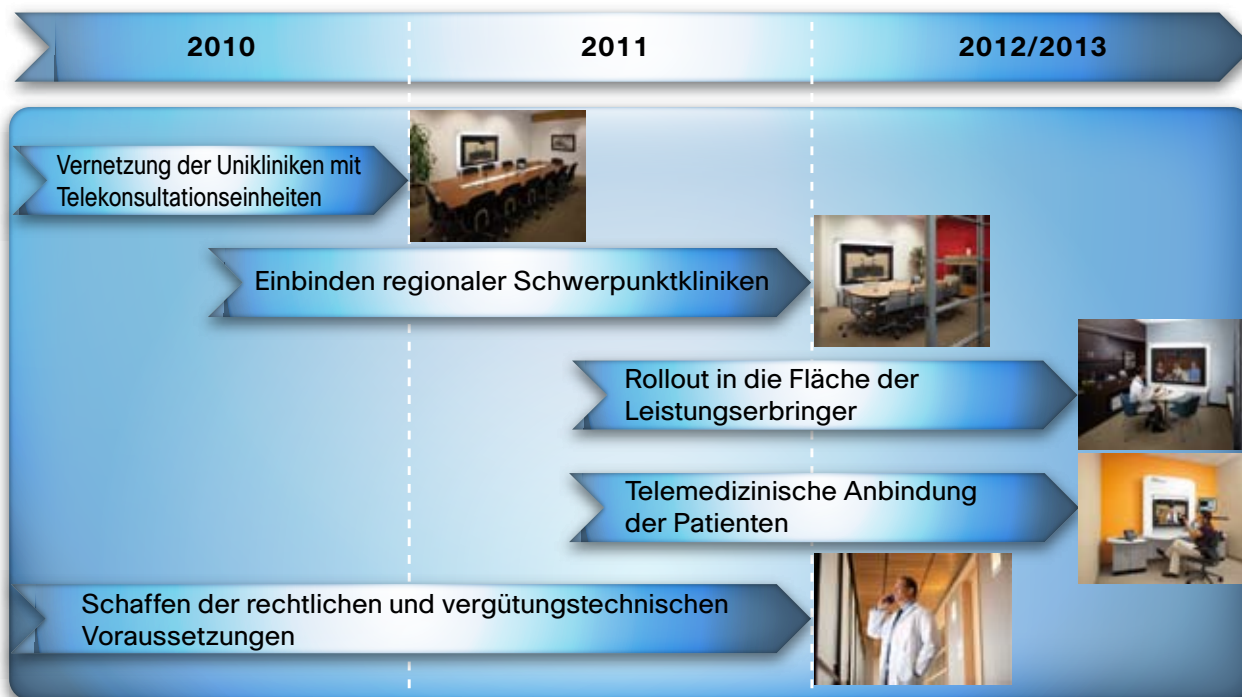 2010
2011
2012/2013
Vernetzung der Unikliniken mit
Telekonsultationseinheiten
Einbinden regionaler Schwerpunktkliniken
Rollout in die Fläche der
Leistungserbringer
Telemedizinische Anbindung
der Patienten
Schaffen der rechtlichen und vergütungstechnischen
Voraussetzungen